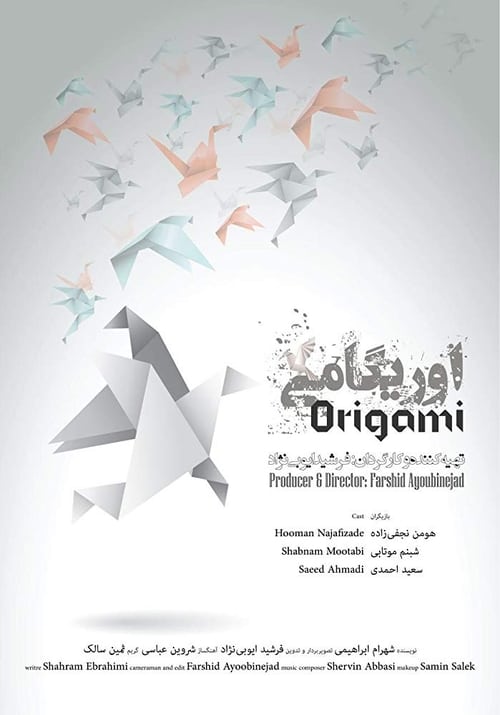 اوریگامی
Origami
تهیه‌کننده و کارگردان: فرشید ایوبی‌نژاد
Producer & Director: Farshid Ayoubinejad
Cast بازیگران
Hooman Najafizade هومن نجفی‌زاده
Shabnam Mootabi شبنم موتابی
Saeed Ahmadi سعید احمدی
نویسنده شهرام ابراهیمی تصویربردار و تدوین فرشید ایوبی‌نژاد آهنگساز شروین عباسی گریم ثمین سالک
writre Shahram Ebrahimi cameraman and edit Farshid Ayoobinejad music composer Shervin Abbasi makeup Samin Salek